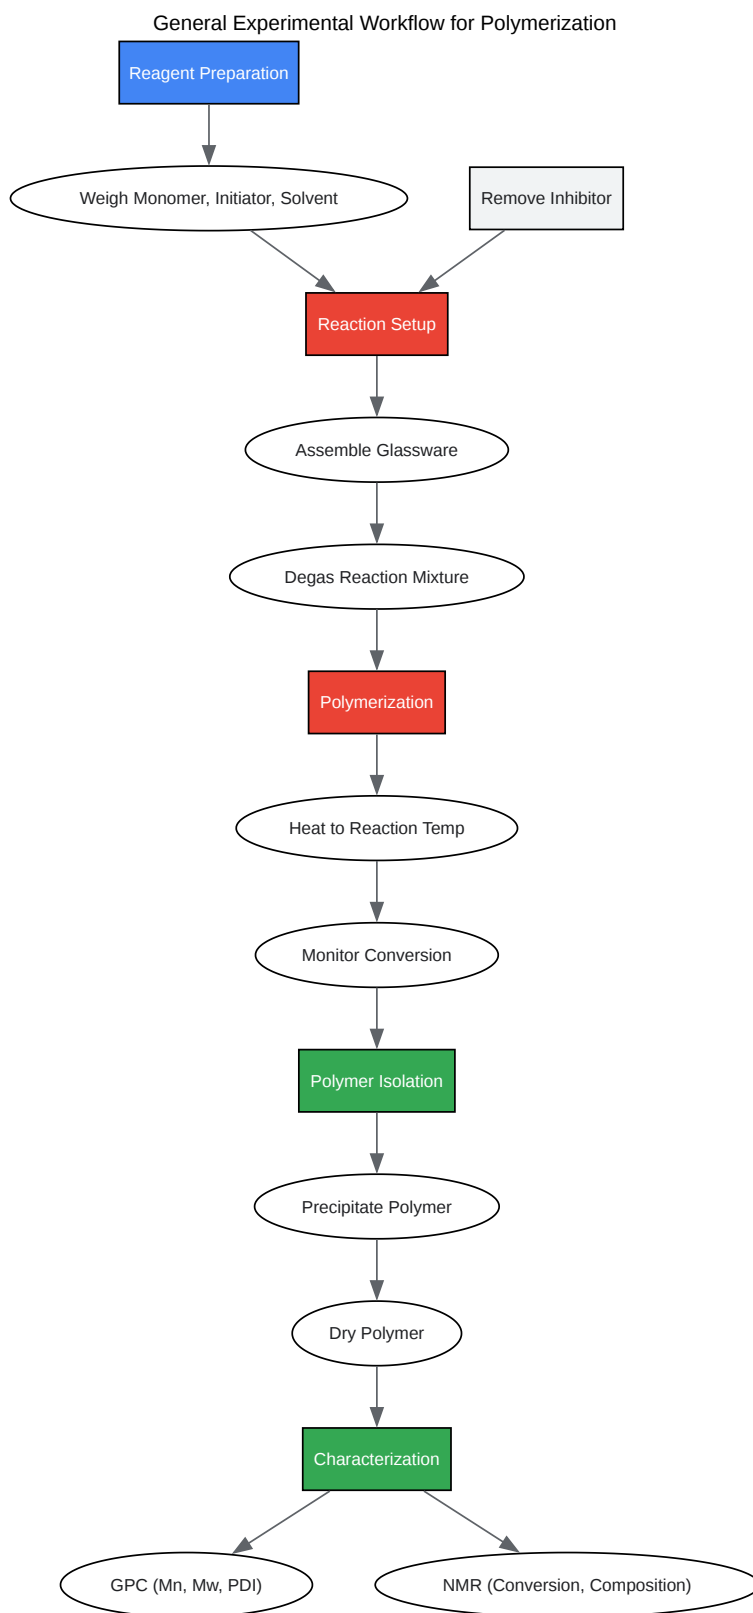 General Experimental Workflow for Polymerization
Reagent Preparation
Weigh Monomer, Initiator, Solvent
Remove Inhibitor
Reaction Setup
Assemble Glassware
Degas Reaction Mixture
Polymerization
Heat to Reaction Temp
Monitor Conversion
Polymer Isolation
Precipitate Polymer
Dry Polymer
Characterization
GPC (Mn, Mw, PDI)
NMR (Conversion, Composition)